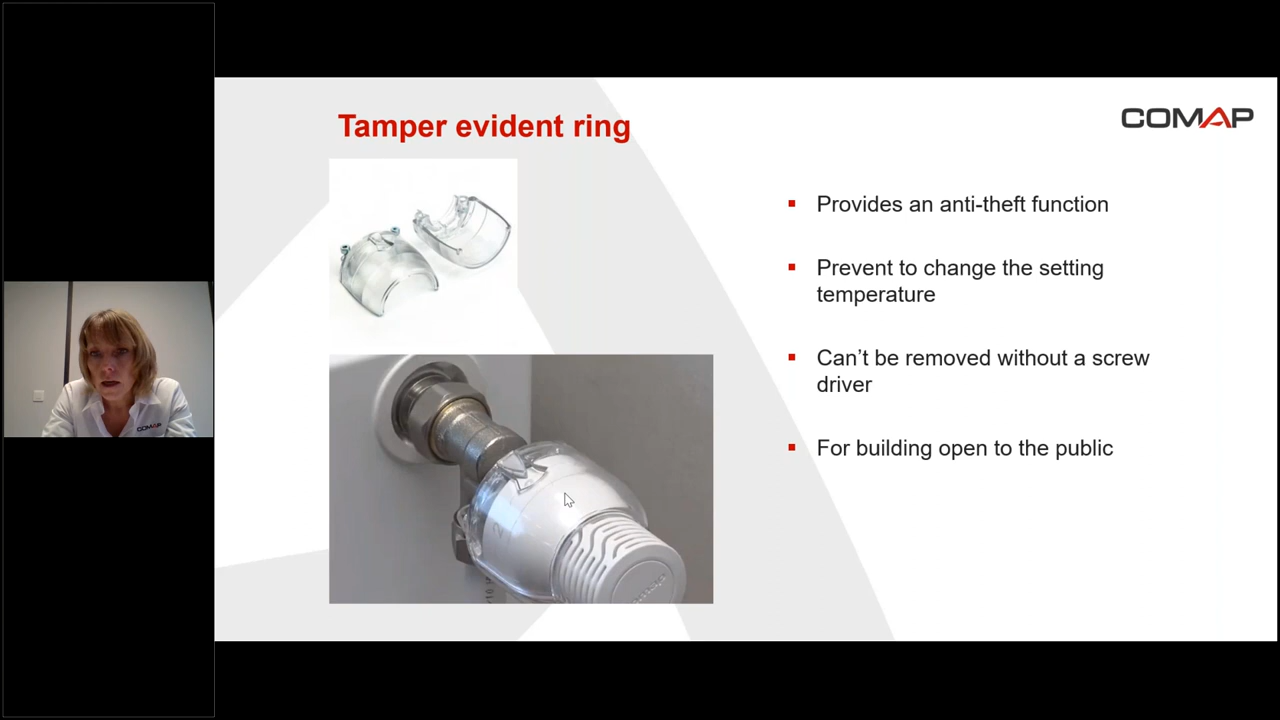 Tamper evident ring
COMAP
Provides an anti-theft function
Prevent to change the setting
temperature
Can’t be removed without a screw
driver
For building open to the public
COMAP